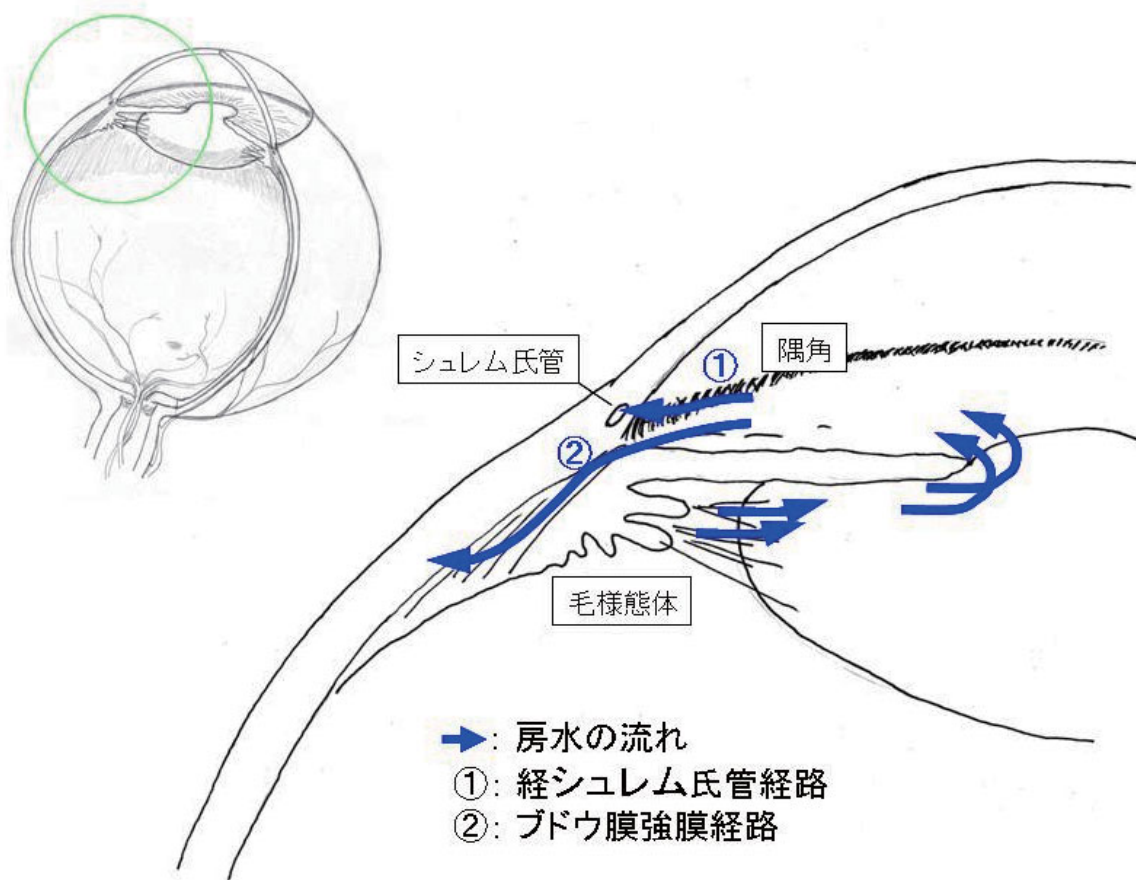 シュレム氏管
①
隅角
②
毛様態体
➡: 房水の流れ
①: 経シュレム氏管経路
②: ブドウ膜強膜経路